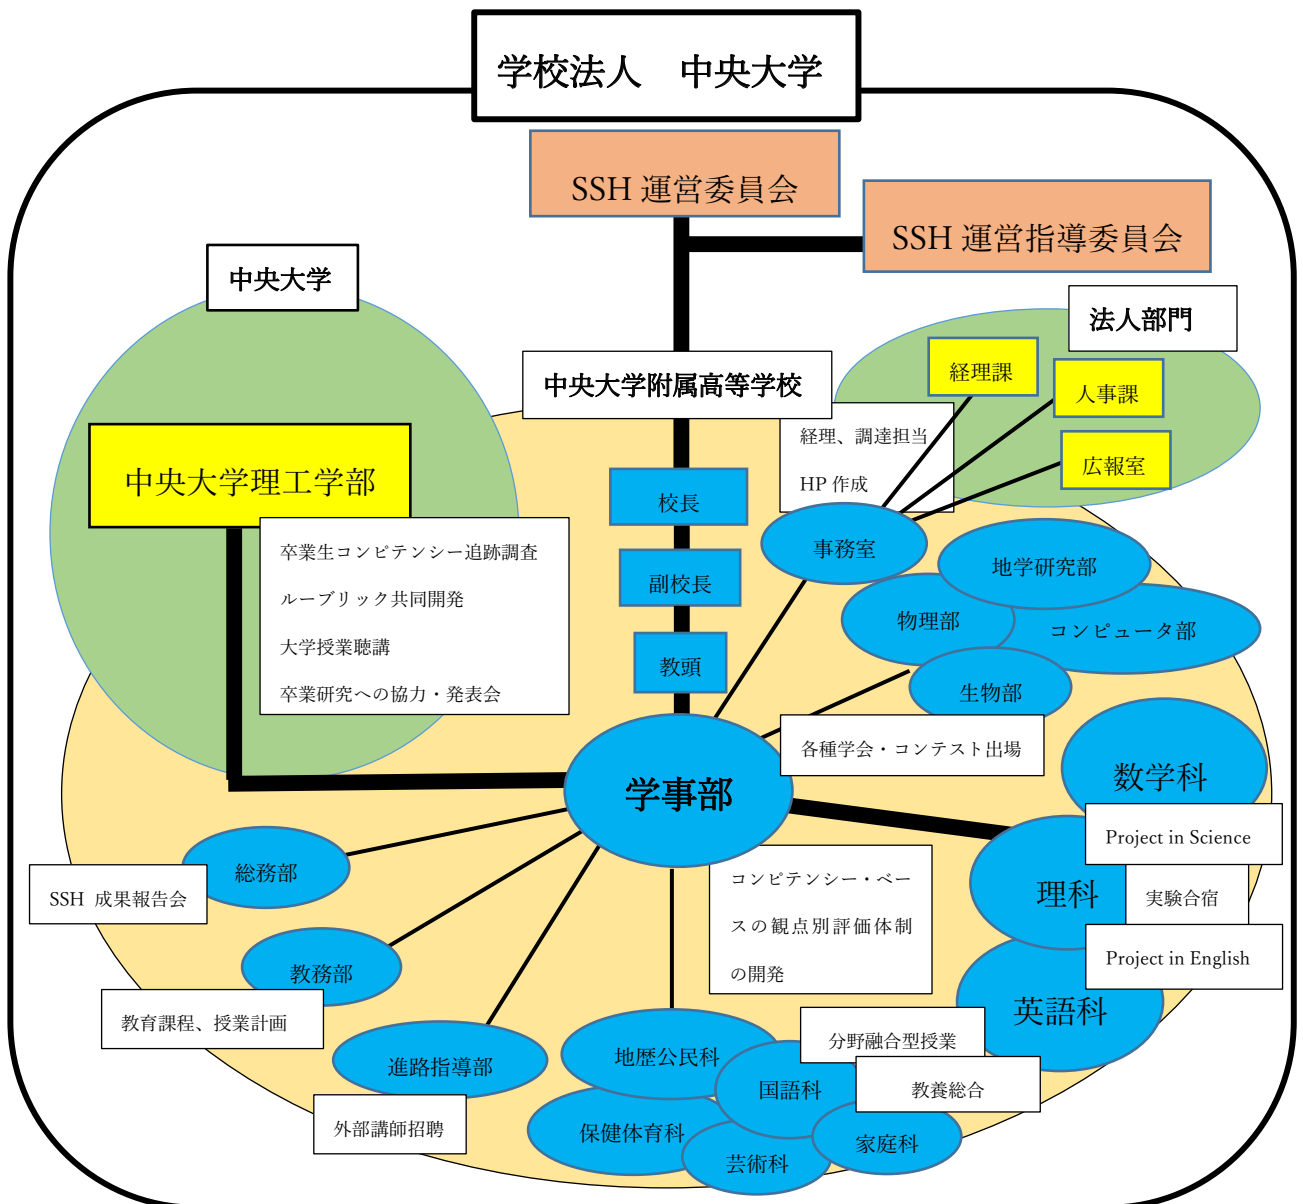 学校法人　中央大学
SSH 運営委員会
SSH 運営指導委員会
中央大学
法人部門
経理課
人事課
広報室
中央大学附属高等学校
経理、調達担当
HP 作成
中央大学理工学部
卒業生コンピテンシー追跡調査
ルーブリック共同開発
大学授業聴講
卒業研究への協力・発表会
校長
副校長
教頭
事務室
地学研究部
物理部
コンピュータ部
生物部
各種学会・コンテスト出場
学事部
数学科
Project in Science
理科
実験合宿
Project in English
英語科
コンピテンシー・ベー
スの観点別評価体制
の開発
総務部
SSH 成果報告会
教務部
教育課程、授業計画
進路指導部
外部講師招聘
地歴公民科
国語科
分野融合型授業
教養総合
保健体育科
芸術科
家庭科